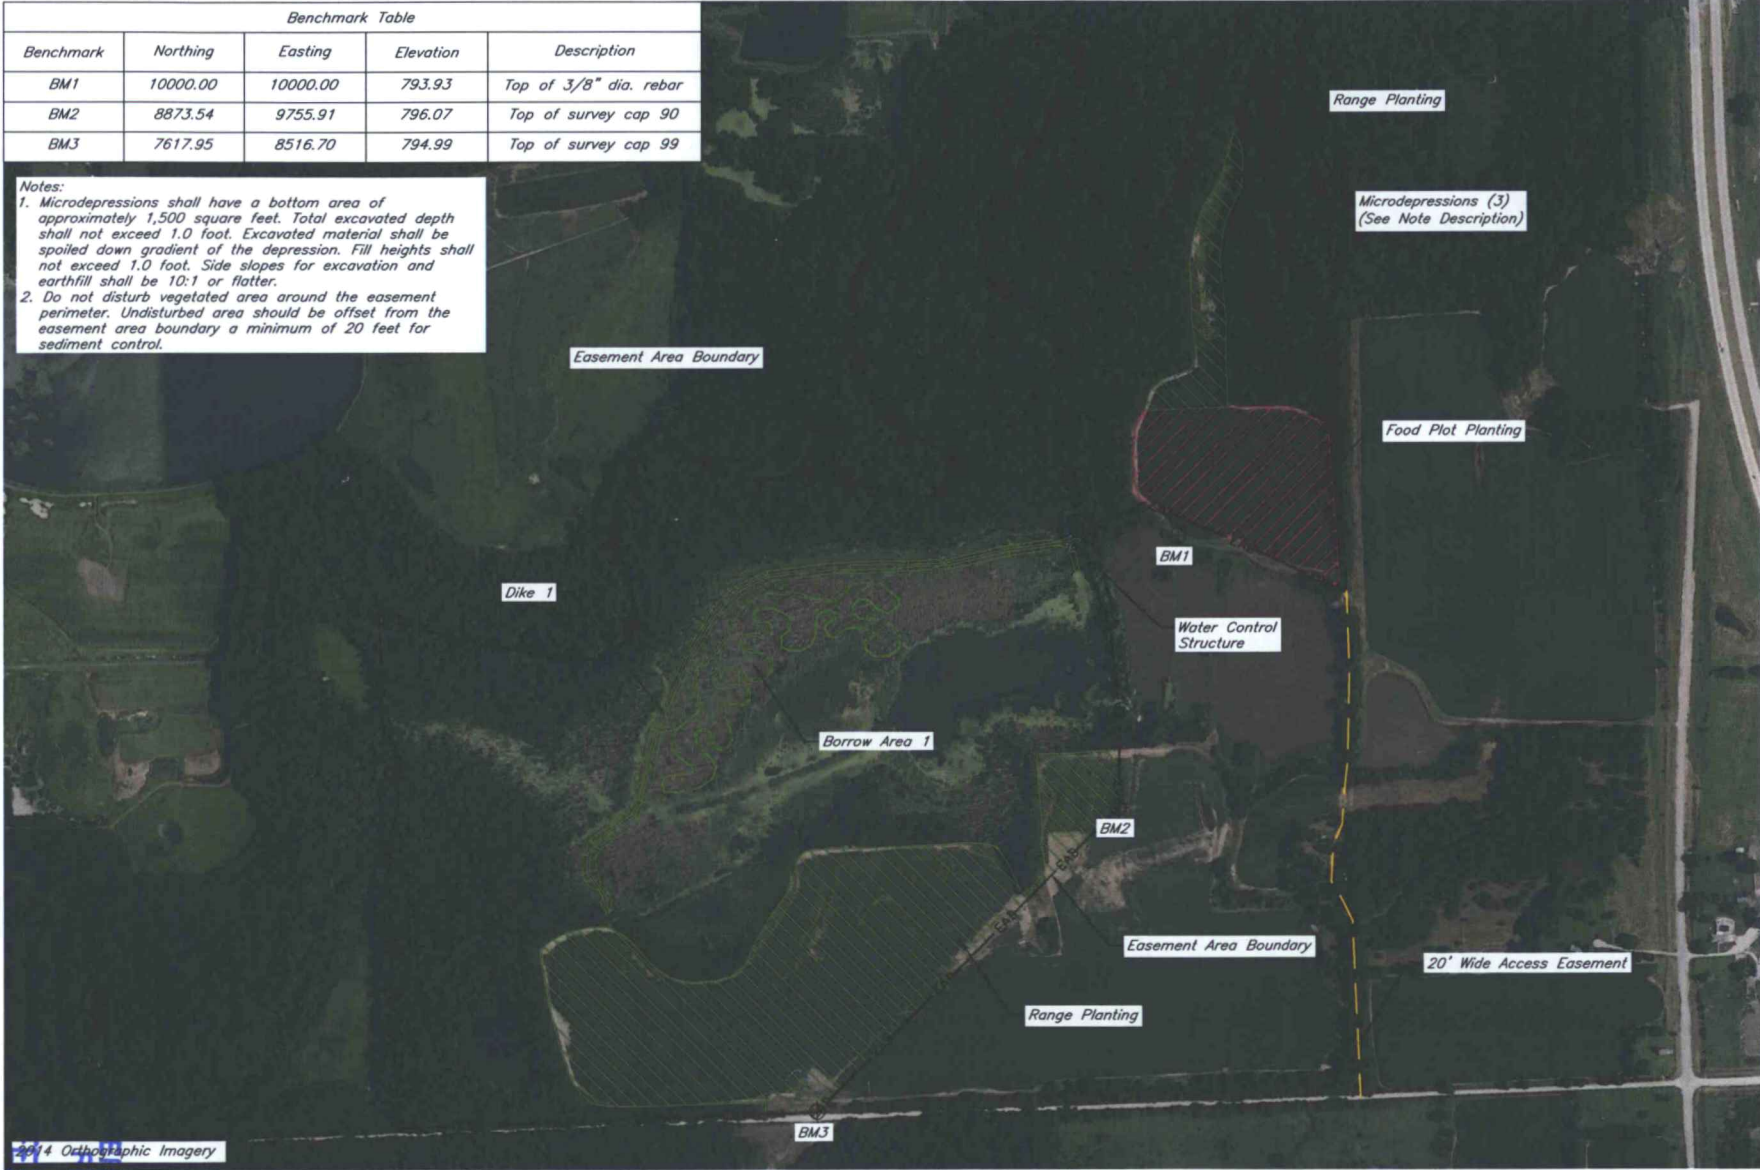 Benchmark Table
Benchmark Northing Easting Elevation Description
BM1 10000.00 10000.00 793.93 Top of 3/8" dia. rebar
BM2 8873.54 9755.91 796.07 Top of survey cap 90
BM3 7617.95 8516.70 794.99 Top of survey cap 99
Notes:
1. Microdepressions shall have a bottom area of
approximately 1,500 square feet. Total excavated depth
shall not exceed 1.0 foot. Excavated material shall be
spoiled down gradient of the depression. Fill heights shall
not exceed 1.0 foot. Side slopes for excavation and
earthfill shall be 10:1 or flatter.
2. Do not disturb vegetated area around the easement
perimeter. Undisturbed area should be offset from the
easement area boundary a minimum of 20 feet for
sediment control.
Range Planting
Microdepressions (3)
(See Note Description)
Easement Area Boundary
Food Plot Planting
BM1
Dike 1
Water Control
Structure
Borrow Area 1
BM2
EAB
EAB
Easement Area Boundary
20' Wide Access Easement
Range Planting
BM3
2014 Orthographic Imagery